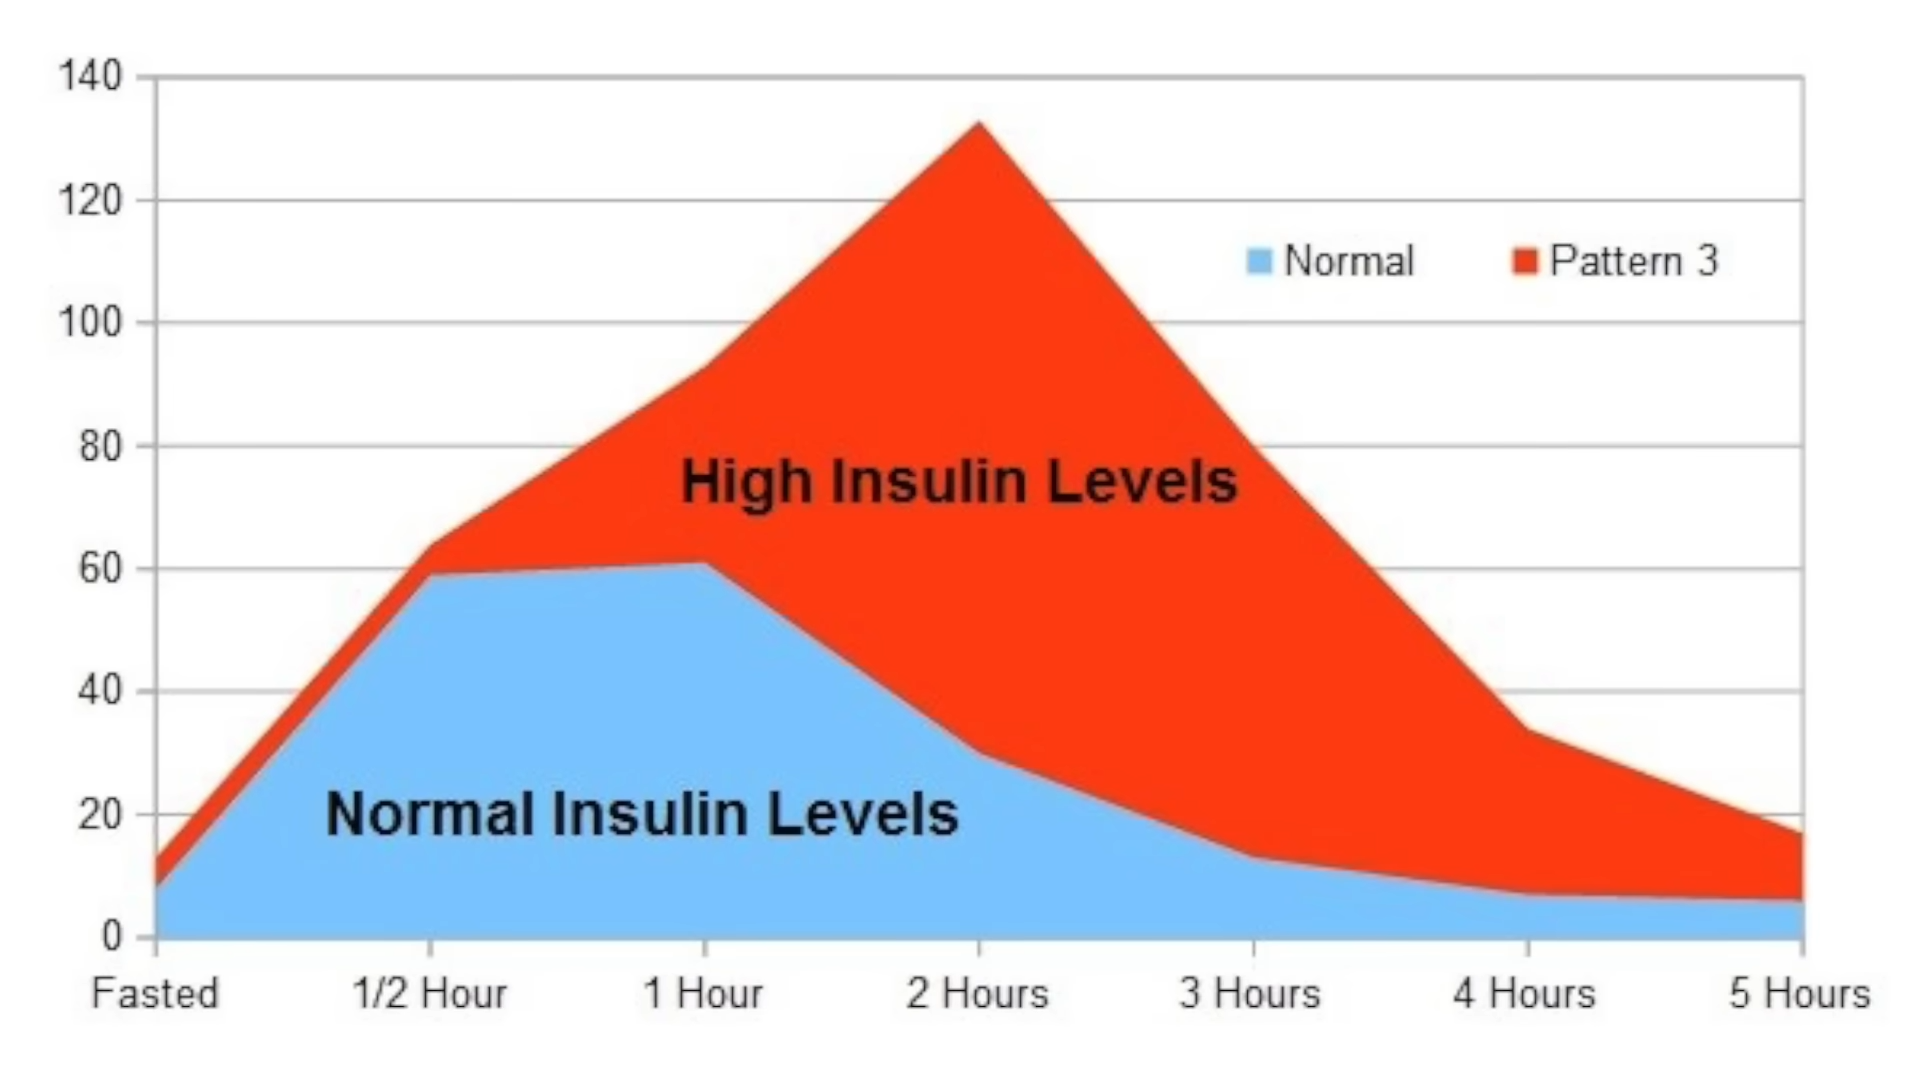 140
120
Normal Pattern 3
100
80
High Insulin Levels
60
40
20
Normal Insulin Levels
0
Fasted 1/2 Hour 1 Hour 2 Hours 3 Hours 4 Hours 5 Hours